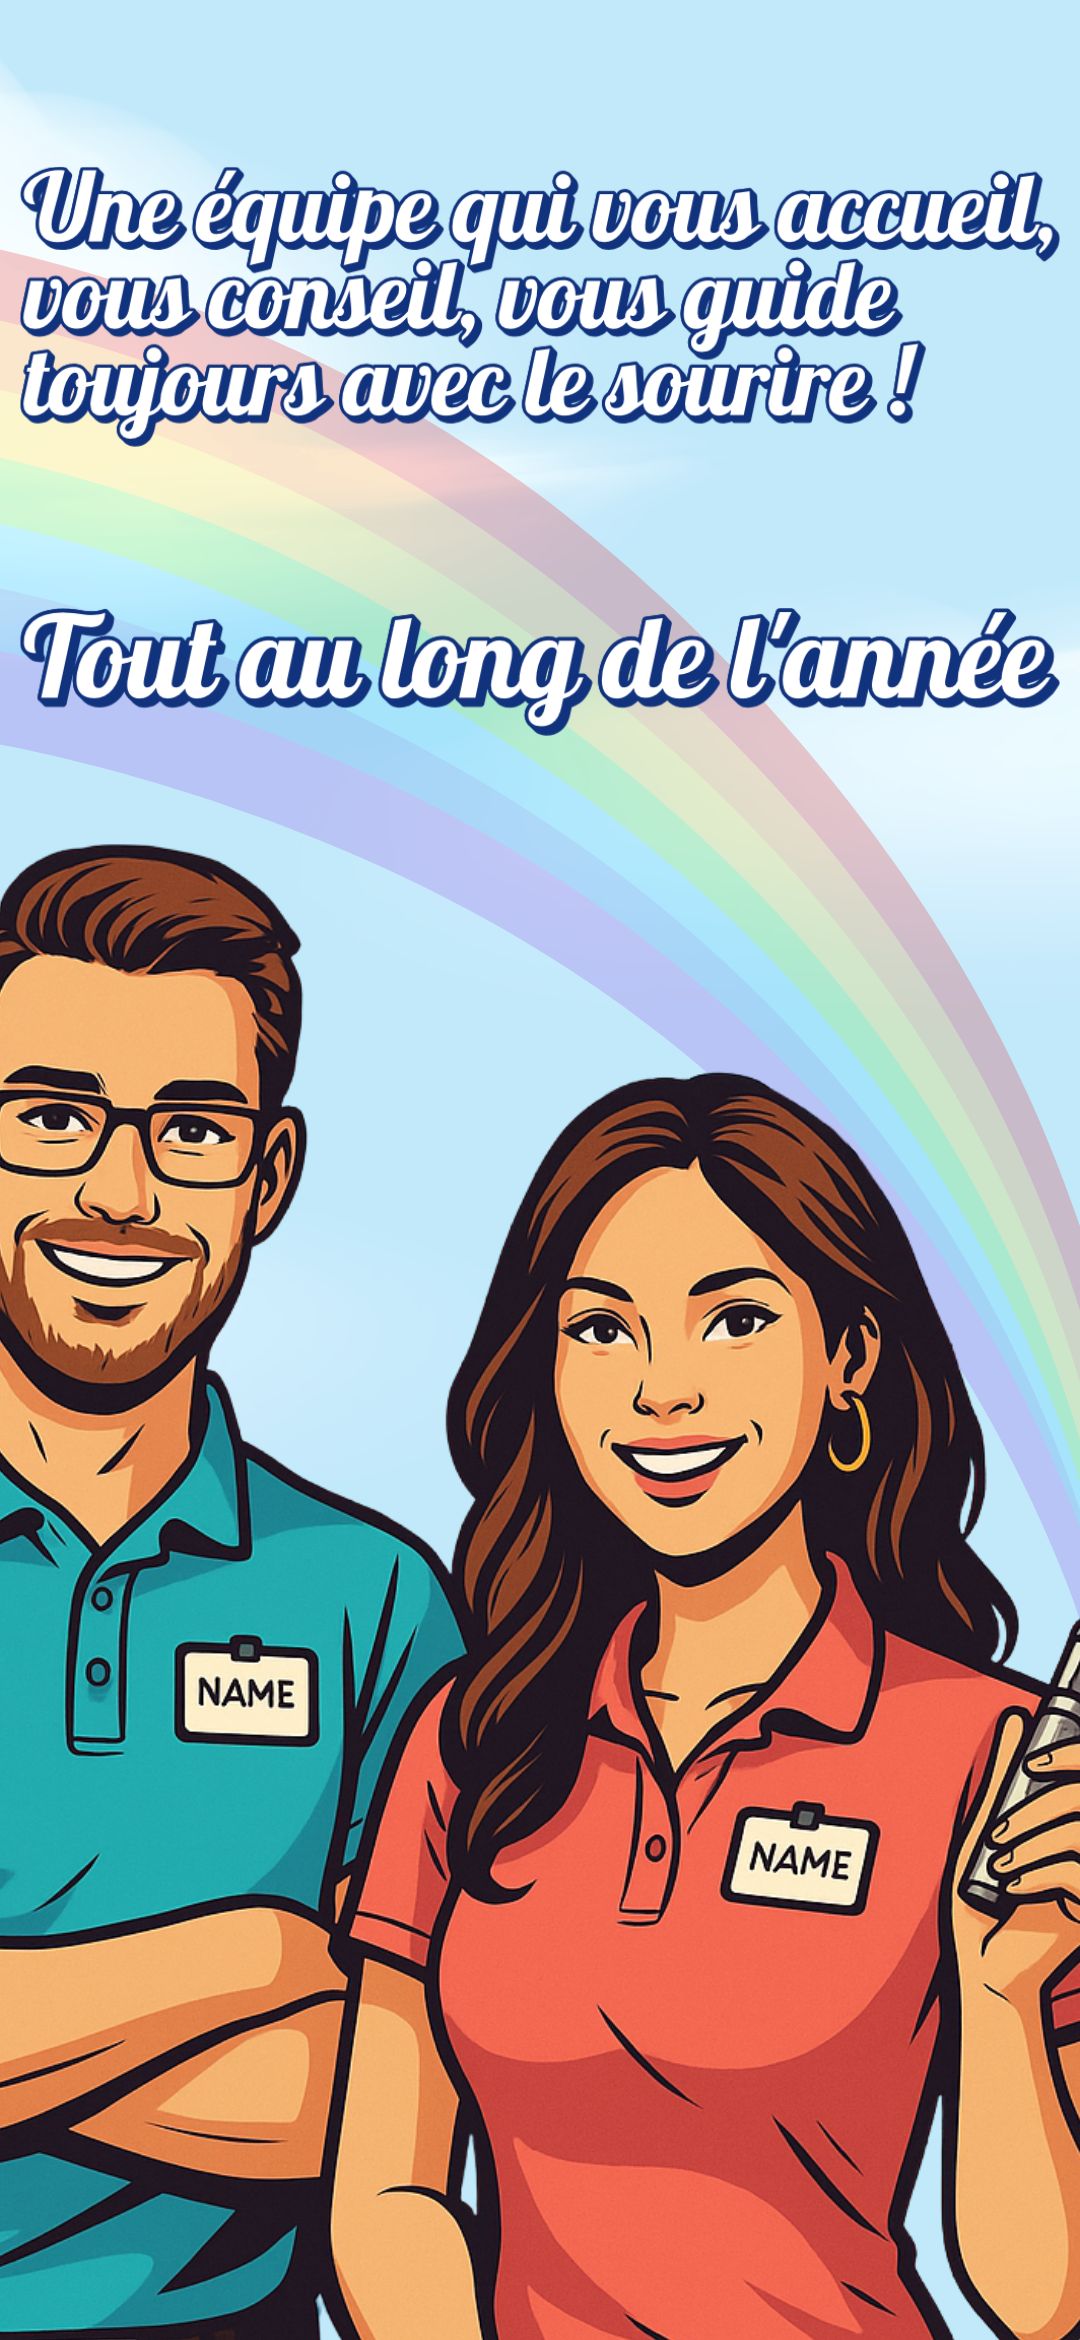 Une équipe qui vous accueil,
vous conseil, vous guide
toujours avec le sourire !
Tout au long de l'année
NAME
NAME